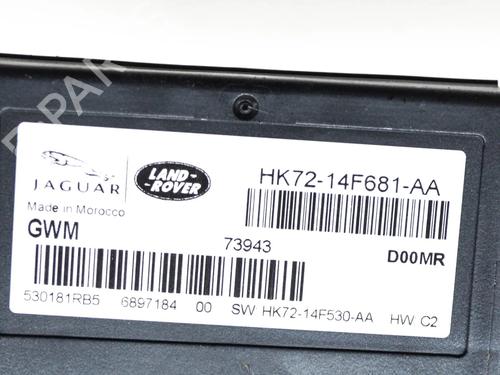 JAGUAR
LAND-
-ROVER
HK72-14F681-AA
Made in Morocco
GWM
73943
D00MR
530181RB5 6897184 00 SW HK72-14F530-AA HW C2